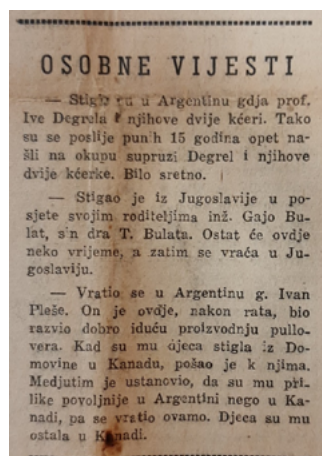 OSOBNE VIJESTI
— Stigle su u Argentinu gdja prof.
Ive Degrela i njihove dvije kćeri. Tako
su se poslije punih 15 godina opet na-
šli na okupu supruzi Degrel i njihove
dvije kćerke. Bilo sretno.
— Stigao je iz Jugoslavije u po-
sjete svojim roditeljima inž. Gajo Bu-
lat, sin dra T. Bulata. Ostat će ovdje
neko vrijeme, a zatim se vraća u Ju-
goslaviju.
— Vratio se u Argentinu g. Ivan
Pleše. On je ovdje, nakon rata, bio
razvio dobro iduću proizvodnju pullo-
vera. Kad su mu djeca stigla iz Do-
movine u Kanadu, pošao je k njima.
Medjutim je ustanovio, da su mu pri-
like povoljnije u Argentini nego u Ka-
nadi, pa se vratio ovamo. Djeca su mu
ostala u Kanadi.